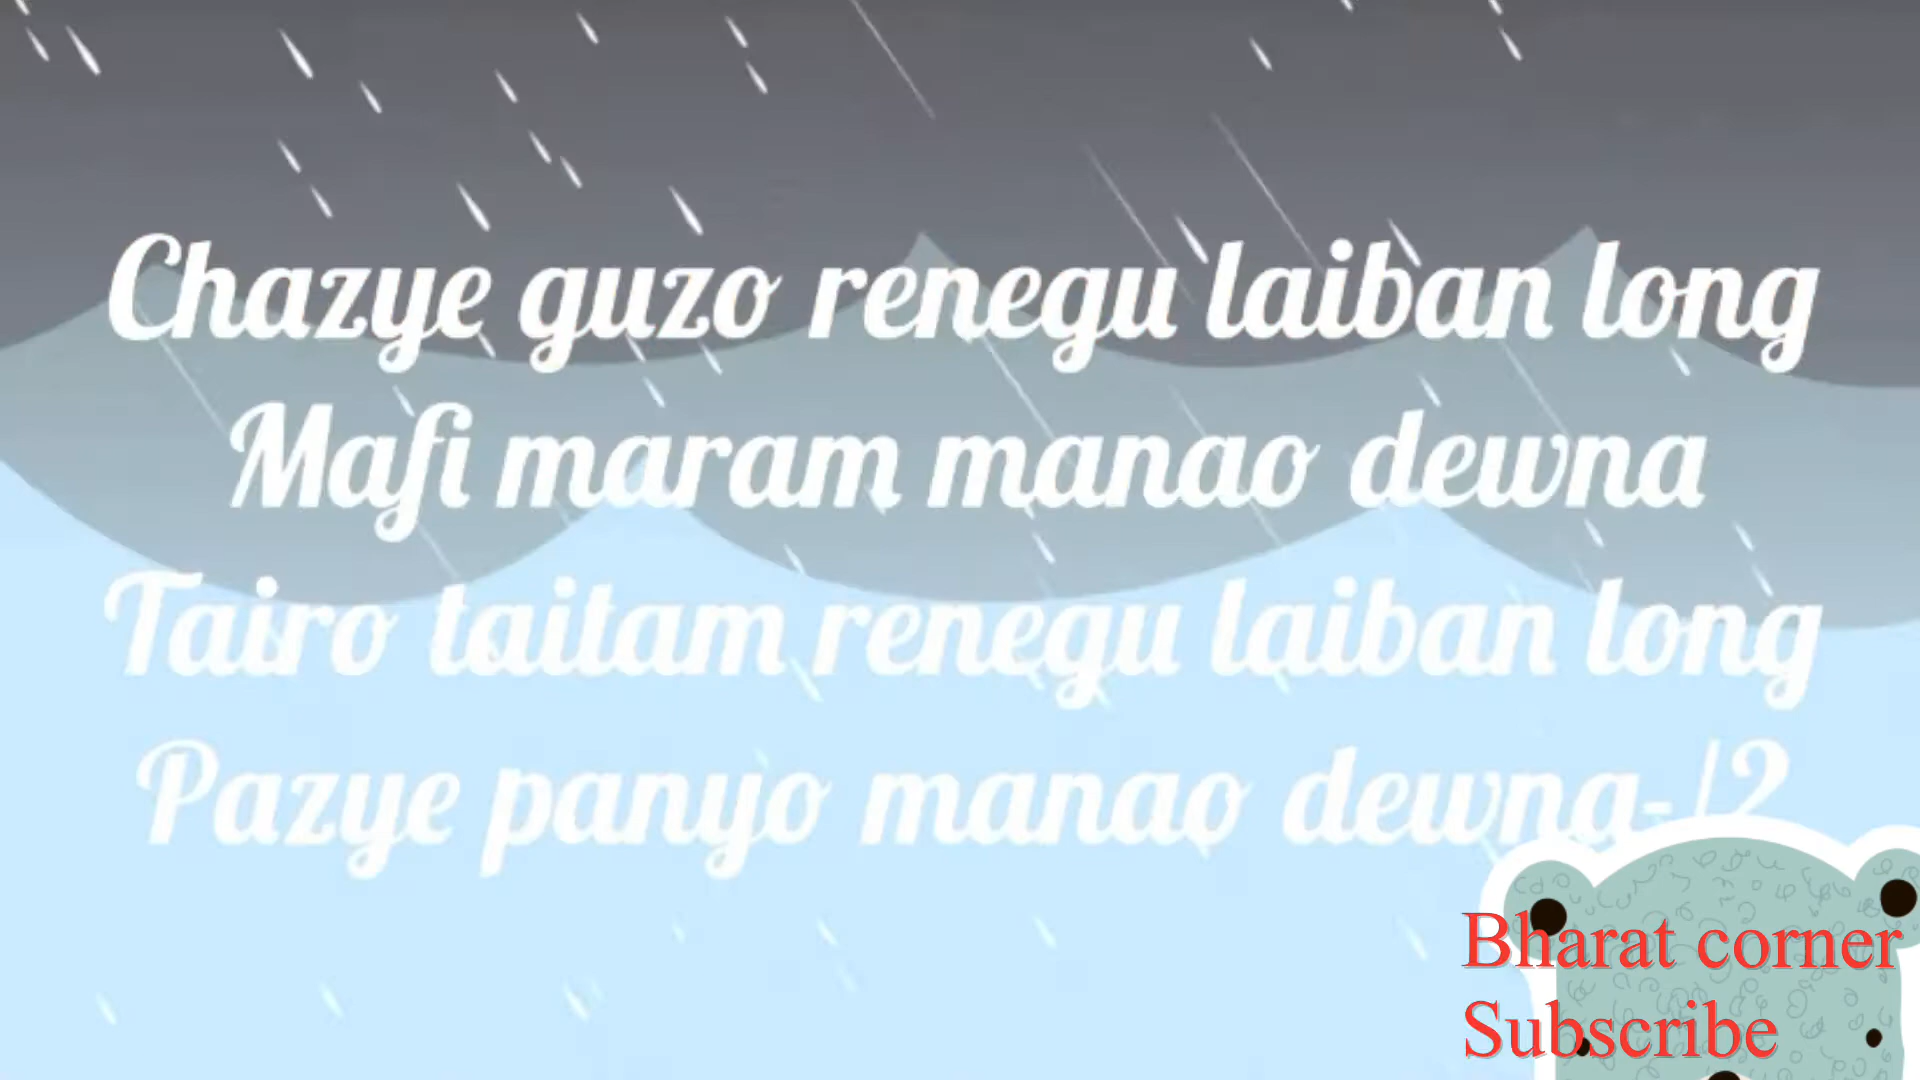 Chazye guzo renegu laiban long
Mafi maram manao dewna
Tairo taitam renegu laiban long
Pazye panyo manao dewna-/2
Bharat corner
Subscribe